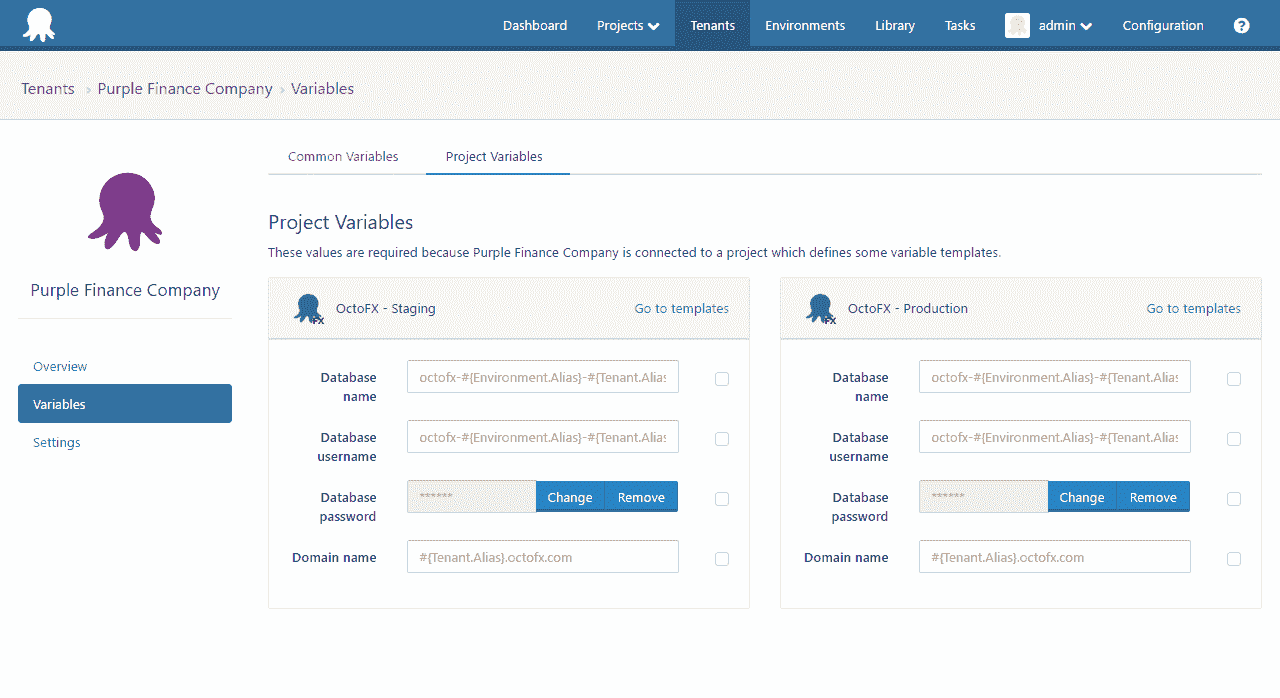 Dashboard Projects Tenants Environments Library Tasks admin Configuration ?
Tenants › Purple Finance Company › Variables
Common Variables Project Variables
Purple Finance Company
Overview
Variables
Settings
Project Variables
These values are required because Purple Finance Company is connected to a project which defines some variable templates.
FX OctoFX - Staging Go to templates
Database name octofx-#{Environment.Alias}-#{Tenant.Alias
Database username octofx-#{Environment.Alias}-#{Tenant.Alias
Database password ****** Change Remove
Domain name #{Tenant.Alias}.octofx.com
FX OctoFX - Production Go to templates
Database name octofx-#{Environment.Alias}-#{Tenant.Alias
Database username octofx-#{Environment.Alias}-#{Tenant.Alias
Database password ****** Change Remove
Domain name #{Tenant.Alias}.octofx.com